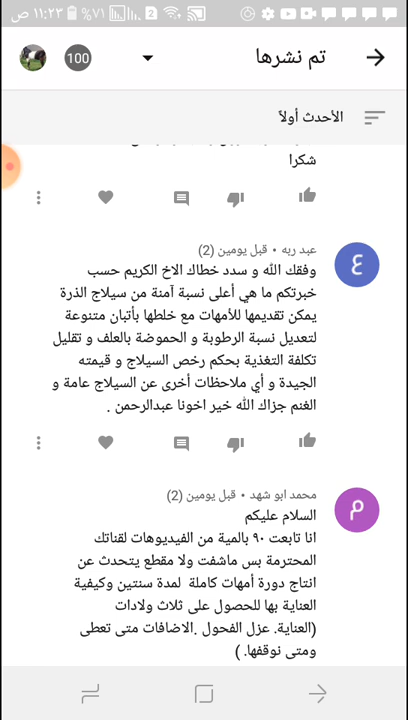 ١١:٢٣ ص ٧١%
تم نشرها
100
الأحدث أولاً
شكرا
عبد ربه • قبل يومين (2)
وفقك الله و سدد خطاك الاخ الكريم حسب
خبرتكم ما هي أعلى نسبة آمنة من سيلاج الذرة
يمكن تقديمها للأمهات مع خلطها بأتبان متنوعة
لتعديل نسبة الرطوبة و الحموضة بالعلف و تقليل
تكلفة التغذية بحكم رخص السيلاج و قيمته
الجيدة و أي ملاحظات أخرى عن السيلاج عامة و
الغنم جزاك الله خير اخونا عبدالرحمن .
ع
محمد ابو شهد • قبل يومين (2)
السلام عليكم
انا تابعت ٩٠ بالمية من الفيديوهات لقناتك
المحترمة بس ماشفت ولا مقطع يتحدث عن
انتاج دورة أمهات كاملة لمدة سنتين وكيفية
العناية بها للحصول على ثلاث ولادات
(العناية. عزل الفحول .الاضافات متى تعطى
ومتى نوقفها. )
م